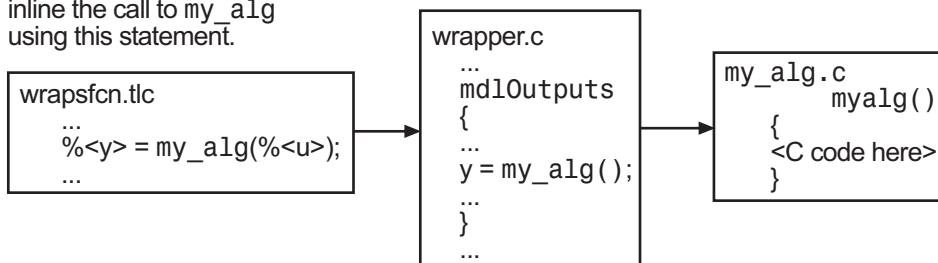 inline the call to my_alg
using this statement.
wrapsfcn.tlc
...
%<y> = my_alg(%<u>);
...
wrapper.c
...
mdlOutputs
{
...
y = my_alg();
...
}
...
my_alg.c
myalg()
{
<C code here>
}